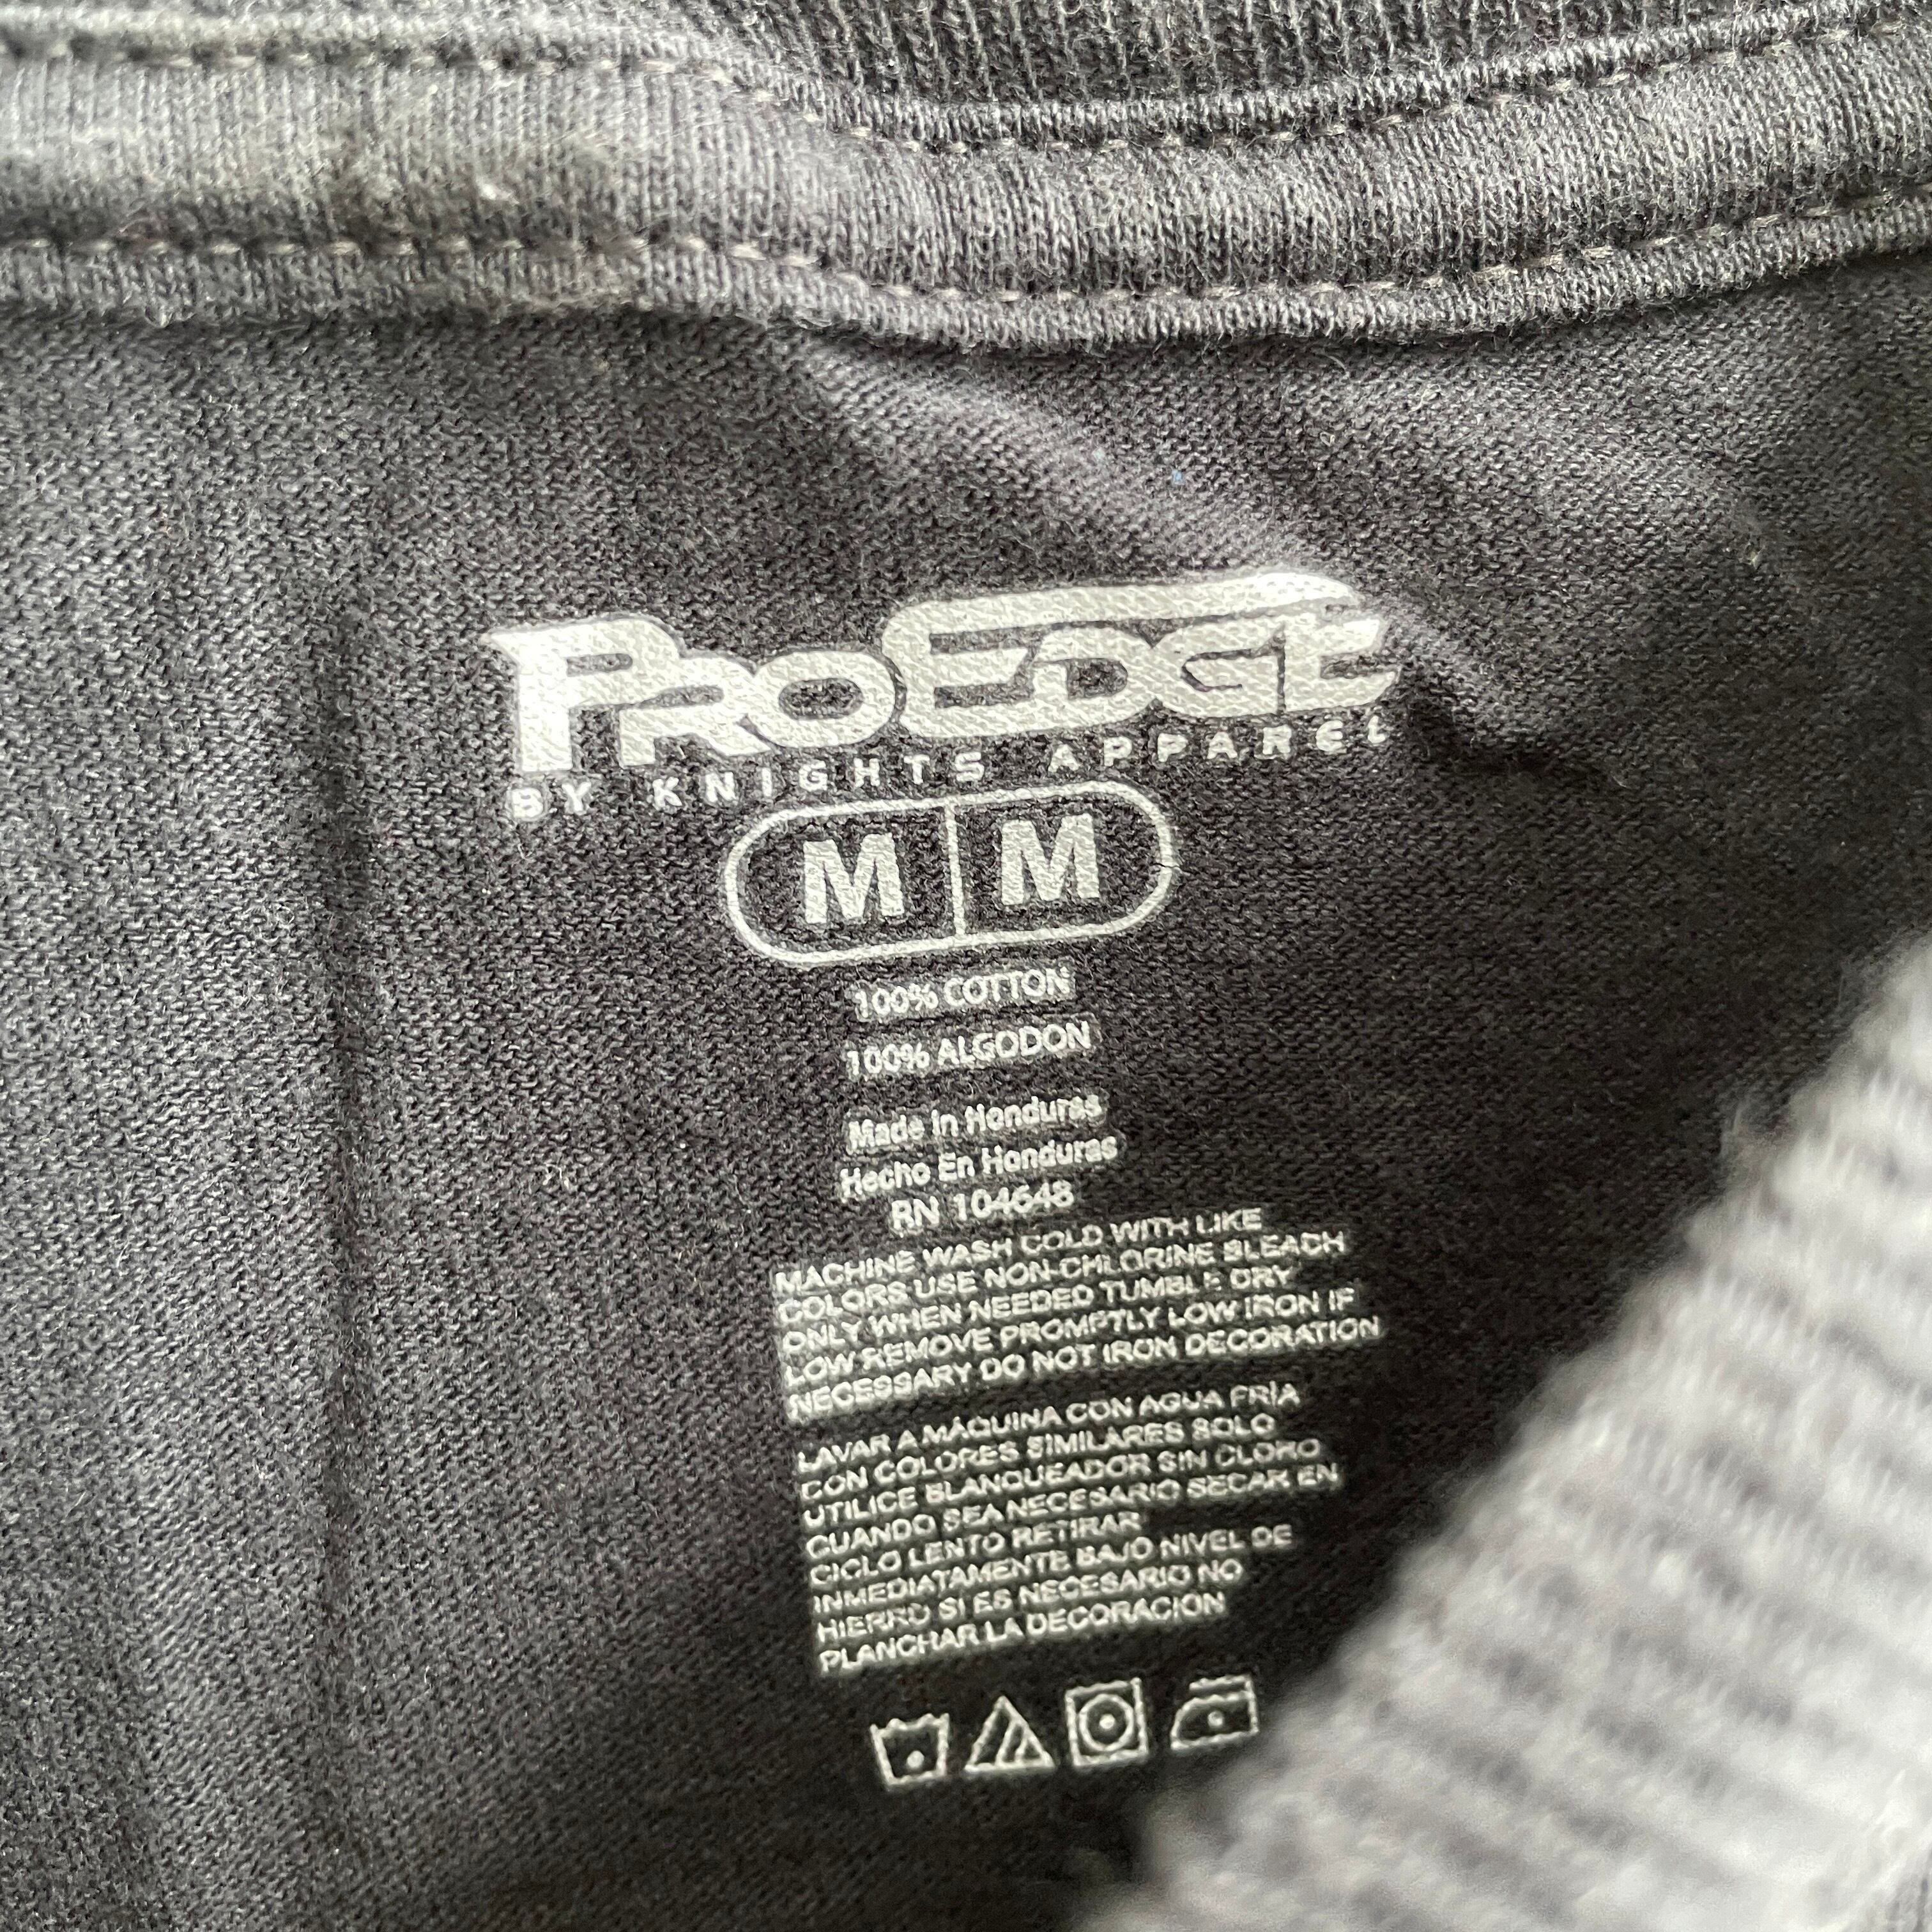 PROEDGE
BY KNIGHTS APPAREL
M M
100% COTTON
100% ALGODON
Made In Honduras
Hecho En Honduras
RN 104648
MACHINE WASH COLD WITH LIKE
COLORS USE NON-CHLORINE BLEACH
ONLY WHEN NEEDED TUMBLE DRY
LOW REMOVE PROMPTLY LOW IRON IF
NECESSARY DO NOT IRON DECORATION
LAVAR A MÁQUINA CON AGUA FRÍA
CON COLORES SIMILARES SOLO
UTILICE BLANQUEADOR SIN CLORO
CUANDO SEA NECESARIO SECAR EN
CICLO LENTO RETIRAR
INMEDIATAMENTE BAJO NIVEL DE
HIERRO SI ES NECESARIO NO
PLANCHAR LA DECORACION